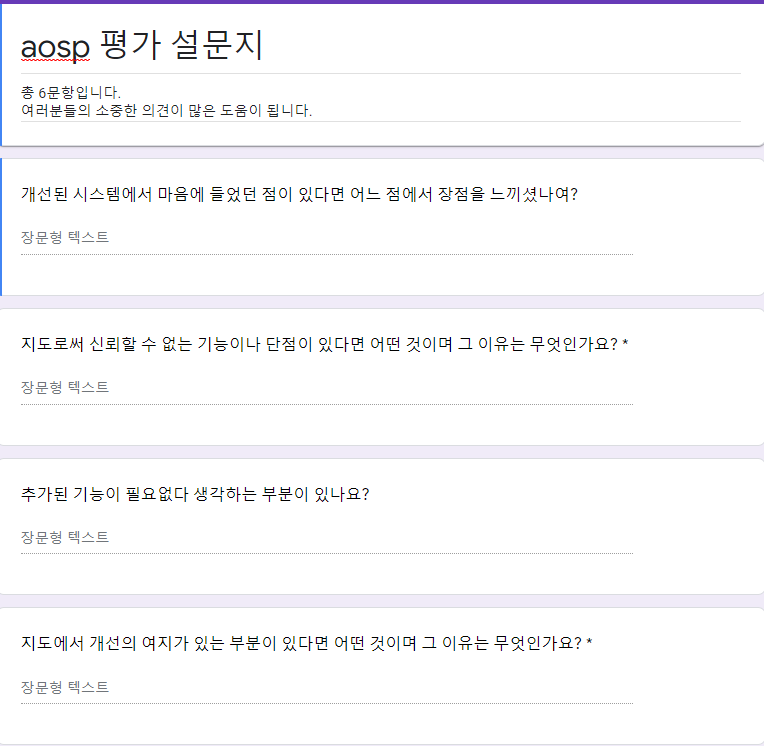 aosp 평가 설문지
총 6문항입니다.
여러분들의 소중한 의견이 많은 도움이 됩니다.
개선된 시스템에서 마음에 들었던 점이 있다면 어느 점에서 장점을 느끼셨나여?
장문형 텍스트
지도로써 신뢰할 수 없는 기능이나 단점이 있다면 어떤 것이며 그 이유는 무엇인가요? *
장문형 텍스트
추가된 기능이 필요없다 생각하는 부분이 있나요?
장문형 텍스트
지도에서 개선의 여지가 있는 부분이 있다면 어떤 것이며 그 이유는 무엇인가요? *
장문형 텍스트